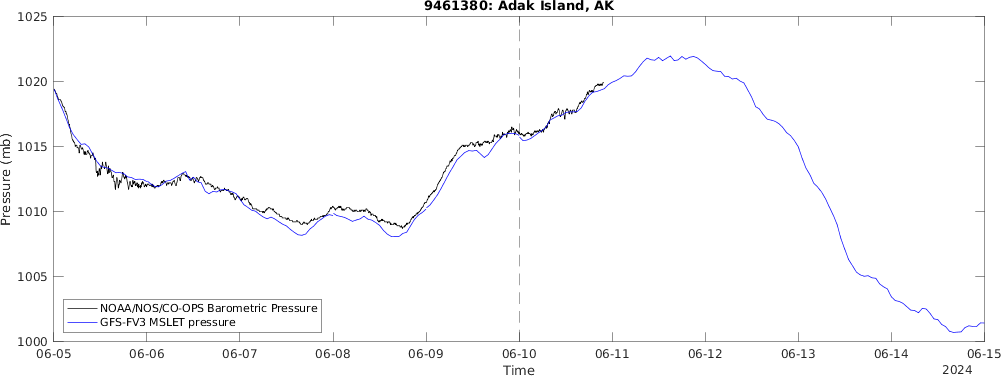 9461380: Adak Island, AK
Pressure (mb)
1025
1020
1015
1010
1005
1000
NOAA/NOS/CO-OPS Barometric Pressure
GFS-FV3 MSLET pressure
06-05 06-06 06-07 06-08 06-09 06-10 06-11 06-12 06-13 06-14 06-15
Time
2024